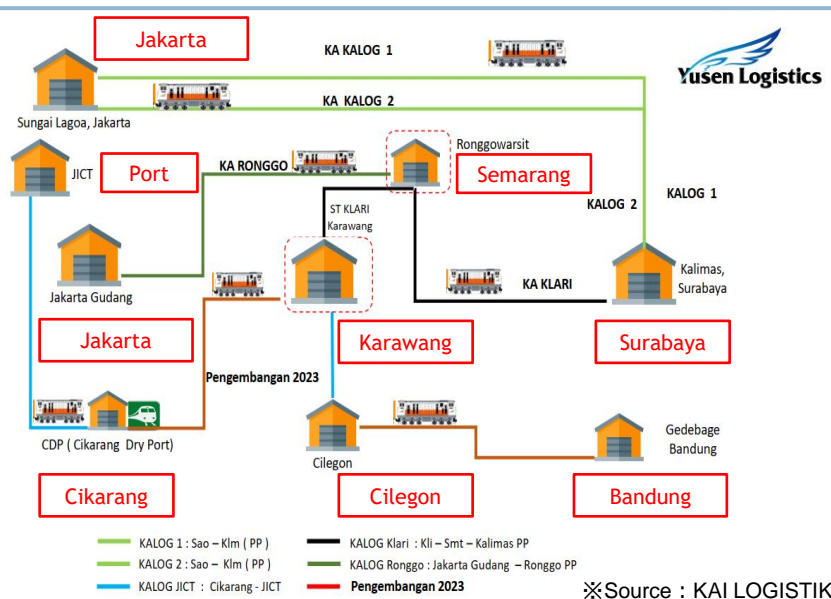 Jakarta
KA KALOG 1
Yusen Logistics
KA KALOG 2
Sungai Lagoa, Jakarta
JICT
Port
KA RONGGO
Ronggowarsit
Semarang
ST KLARI
Karawang
KALOG 2
KALOG 1
Jakarta Gudang
KA KLARI
Kalimas,
Surabaya
Jakarta
Karawang
Surabaya
Pengembangan 2023
CDP ( Cikarang Dry Port)
Cilegon
Gedebage
Bandung
Cikarang
Cilegon
Bandung
KALOG 1 : Sao – Klm ( PP )
KALOG Klari : Kli – Smt – Kalimas PP
KALOG 2 : Sao – Klm ( PP )
KALOG Ronggo : Jakarta Gudang – Ronggo PP
KALOG JICT : Cikarang - JICT
Pengembangan 2023
※Source : KAI LOGISTIK